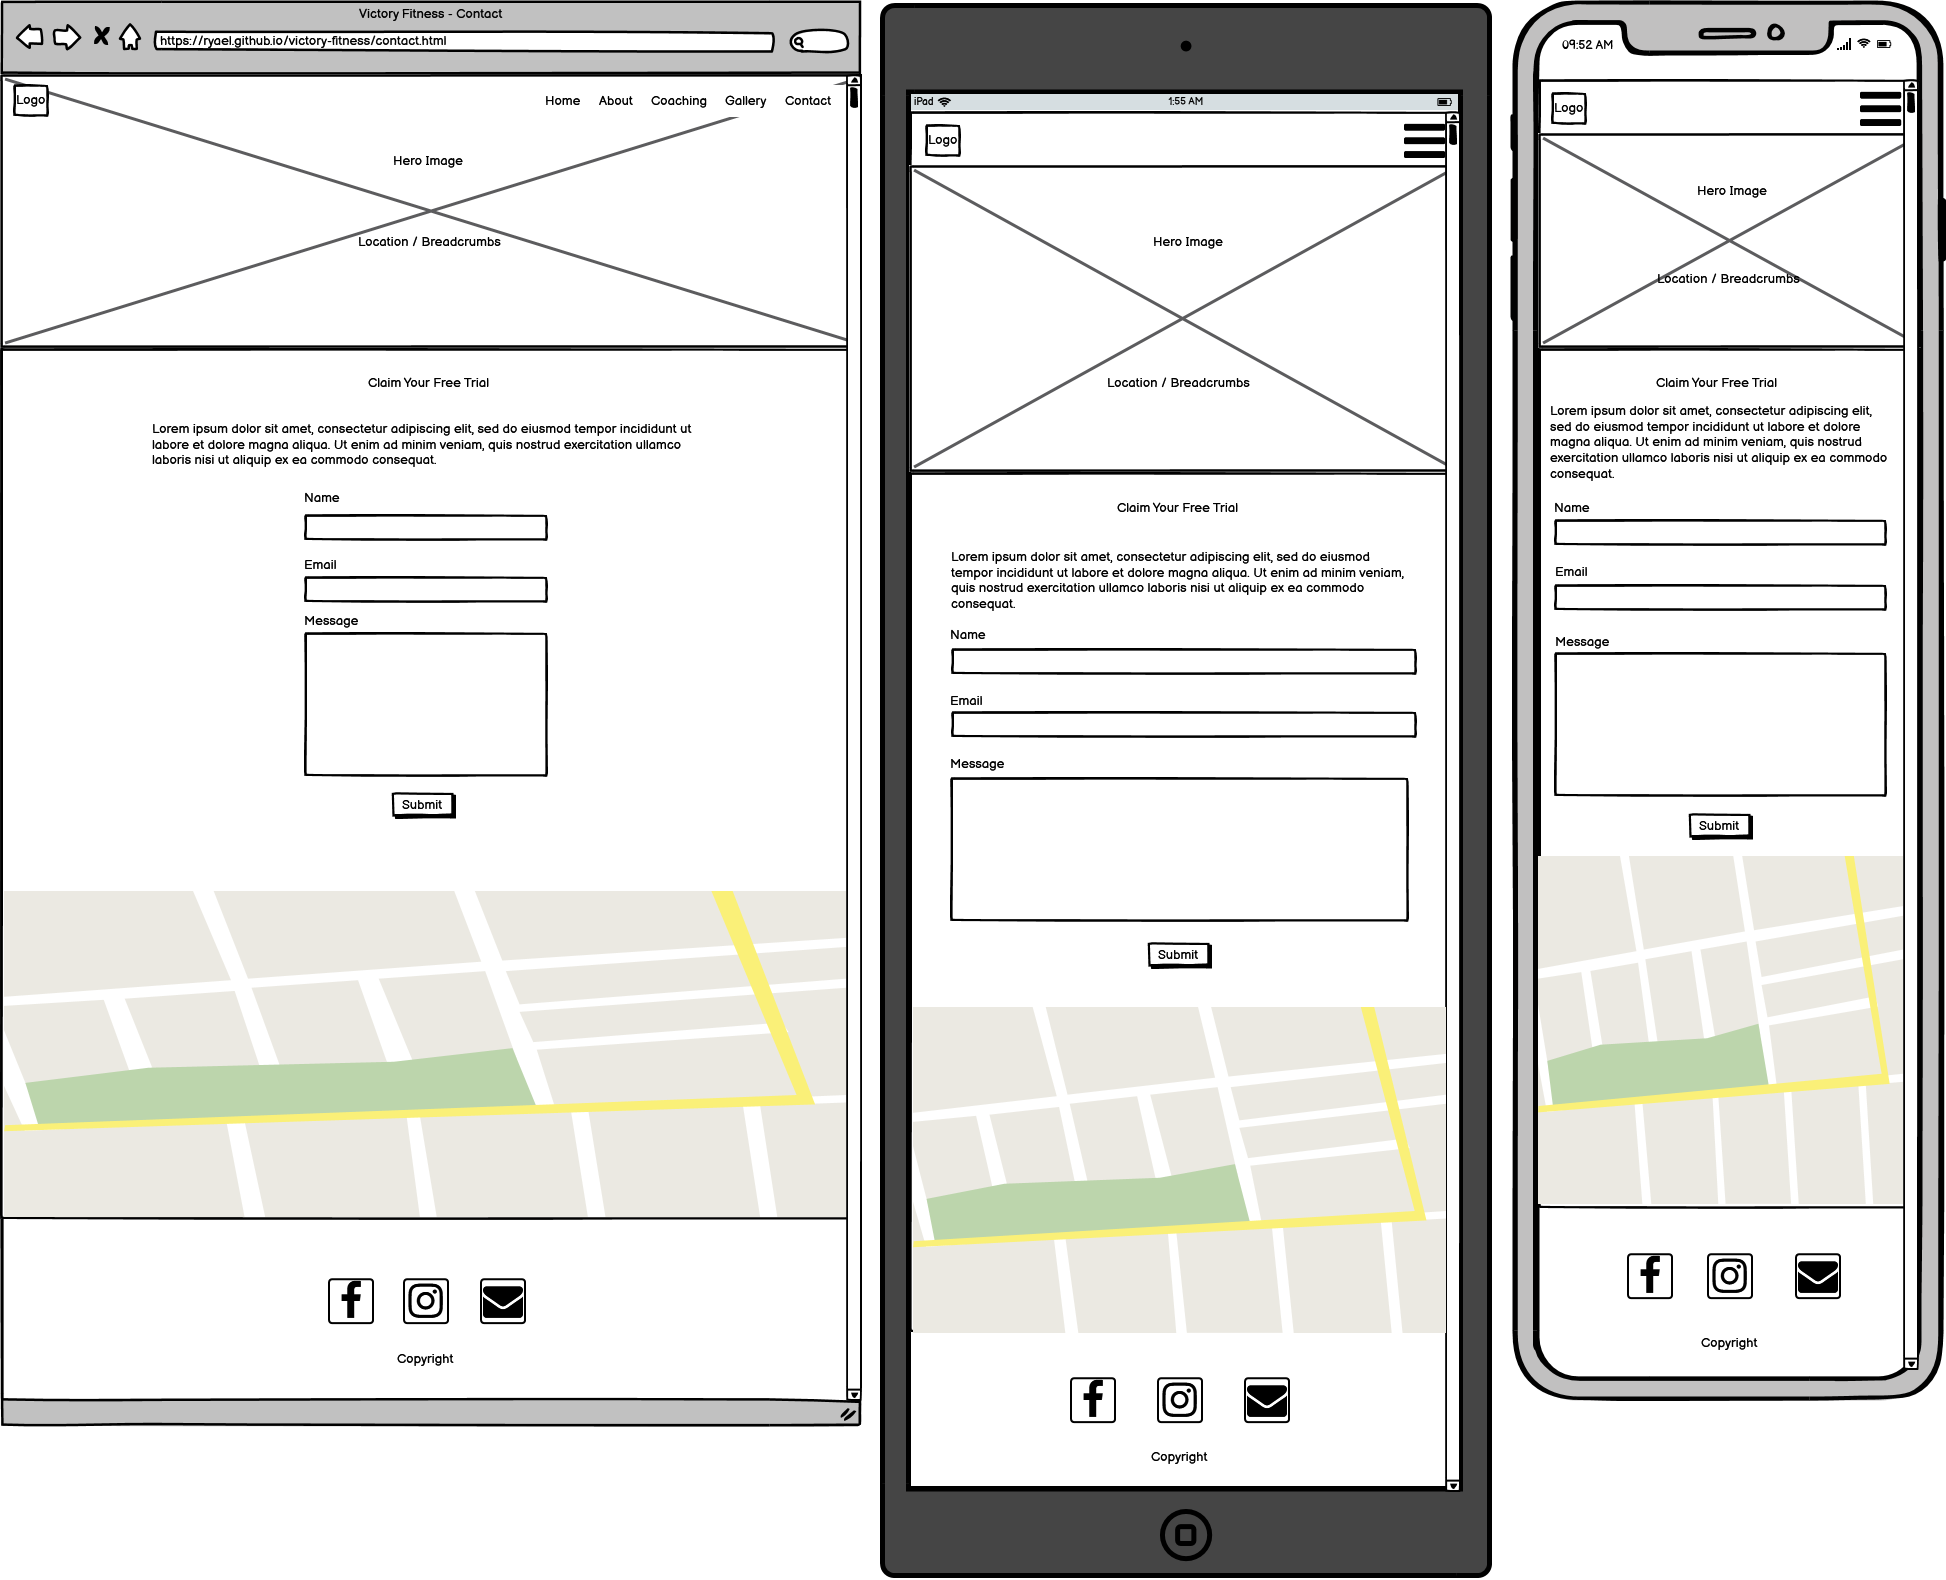 Victory Fitness - Contact
https://ryael.github.io/victory-fitness/contact.html
Logo
Home About Coaching Gallery Contact
Hero Image
Location / Breadcrumbs
Claim Your Free Trial
Lorem ipsum dolor sit amet, consectetur adipiscing elit, sed do eiusmod tempor incididunt ut
labore et dolore magna aliqua. Ut enim ad minim veniam, quis nostrud exercitation ullamco
laboris nisi ut aliquip ex ea commodo consequat.
Name
Email
Message
Submit
Copyright
iPad
1:55 AM
Logo
Hero Image
Location / Breadcrumbs
Claim Your Free Trial
Lorem ipsum dolor sit amet, consectetur adipiscing elit, sed do eiusmod
tempor incididunt ut labore et dolore magna aliqua. Ut enim ad minim veniam,
quis nostrud exercitation ullamco laboris nisi ut aliquip ex ea commodo
consequat.
Name
Email
Message
Submit
Copyright
09:52 AM
Logo
Hero Image
Location / Breadcrumbs
Claim Your Free Trial
Lorem ipsum dolor sit amet, consectetur adipiscing elit,
sed do eiusmod tempor incididunt ut labore et dolore
magna aliqua. Ut enim ad minim veniam, quis nostrud
exercitation ullamco laboris nisi ut aliquip ex ea commodo
consequat.
Name
Email
Message
Submit
Copyright